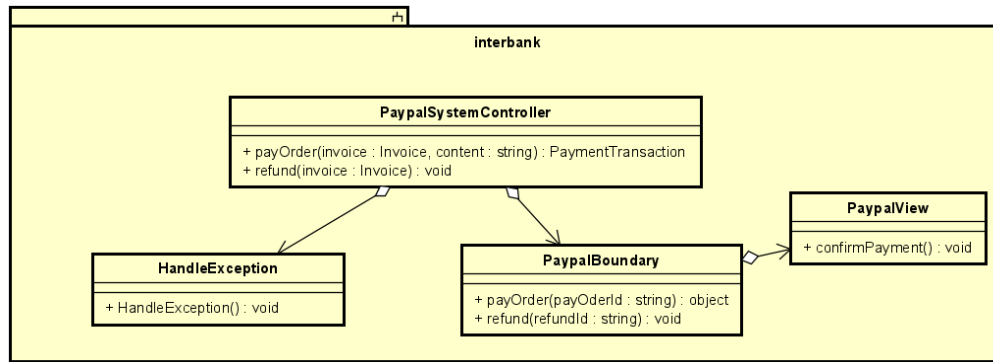 interbank
PaypalSystemController
+ payOrder(invoice : Invoice, content : string) : PaymentTransaction
+ refund(invoice : Invoice) : void
PaypalView
+ confirmPayment() : void
HandleException
+ HandleException() : void
PaypalBoundary
+ payOrder(payOderId : string) : object
+ refund(refundId : string) : void